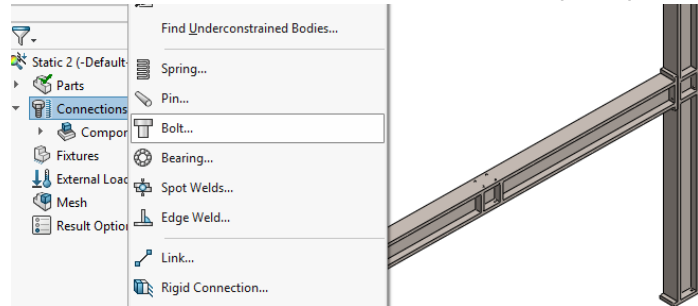 Find Underconstrained Bodies...
Static 2 (-Default-
Spring...
Parts
Pin...
Connections
Bolt...
Compor
Bearing...
Fixtures
External Load
Spot Welds...
Mesh
Edge Weld...
Result Option
Link...
Rigid Connection...